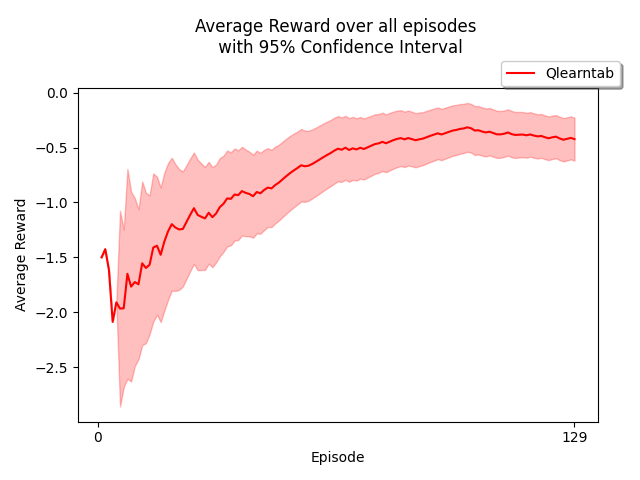 Average Reward over all episodes
with 95% Confidence Interval
Qlearntab
0.0
−0.5
−1.0
−1.5
−2.0
−2.5
Average Reward
0
129
Episode